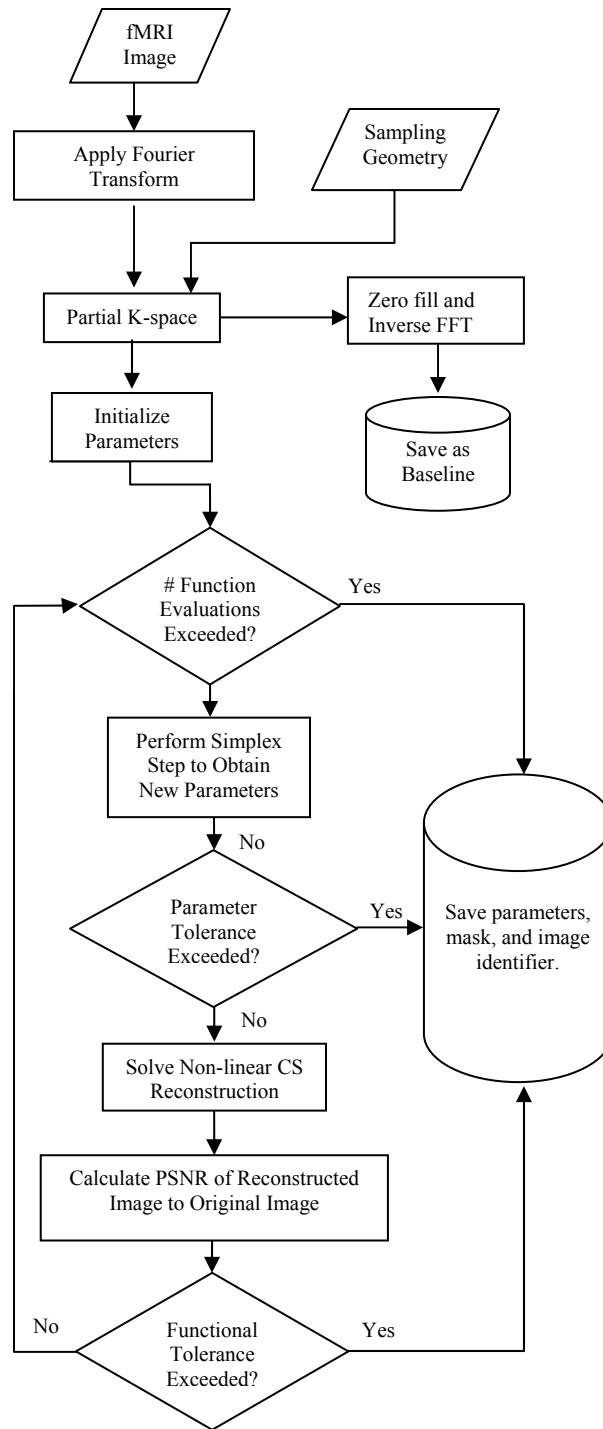 fMRI
Image
Sampling
Geometry
Apply Fourier
Transform
Partial K-space
Zero fill and
Inverse FFT
Initialize
Parameters
Save as
Baseline
# Function
Evaluations
Exceeded?
Yes
Perform Simplex
Step to Obtain
New Parameters
No
Parameter
Tolerance
Exceeded?
Yes
Save parameters,
mask, and image
identifier.
No
Solve Non-linear CS
Reconstruction
Calculate PSNR of Reconstructed
Image to Original Image
No
Functional
Tolerance
Exceeded?
Yes